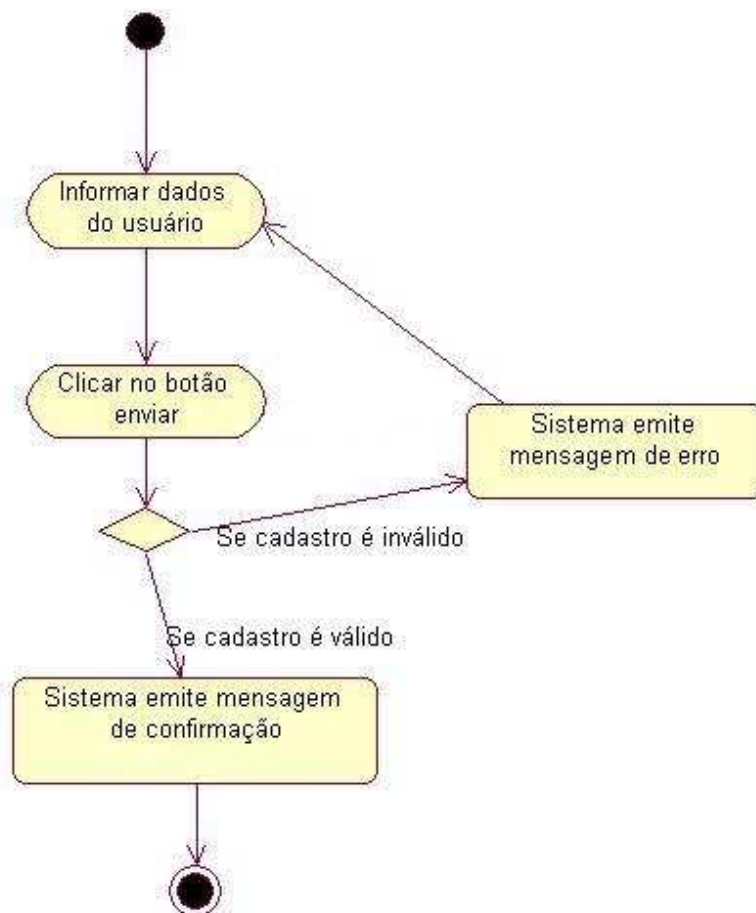 Informar dados
do usuário
Clicar no botão
enviar
Sistema emite
mensagem de erro
Se cadastro é inválido
Se cadastro é válido
Sistema emite mensagem
de confirmação